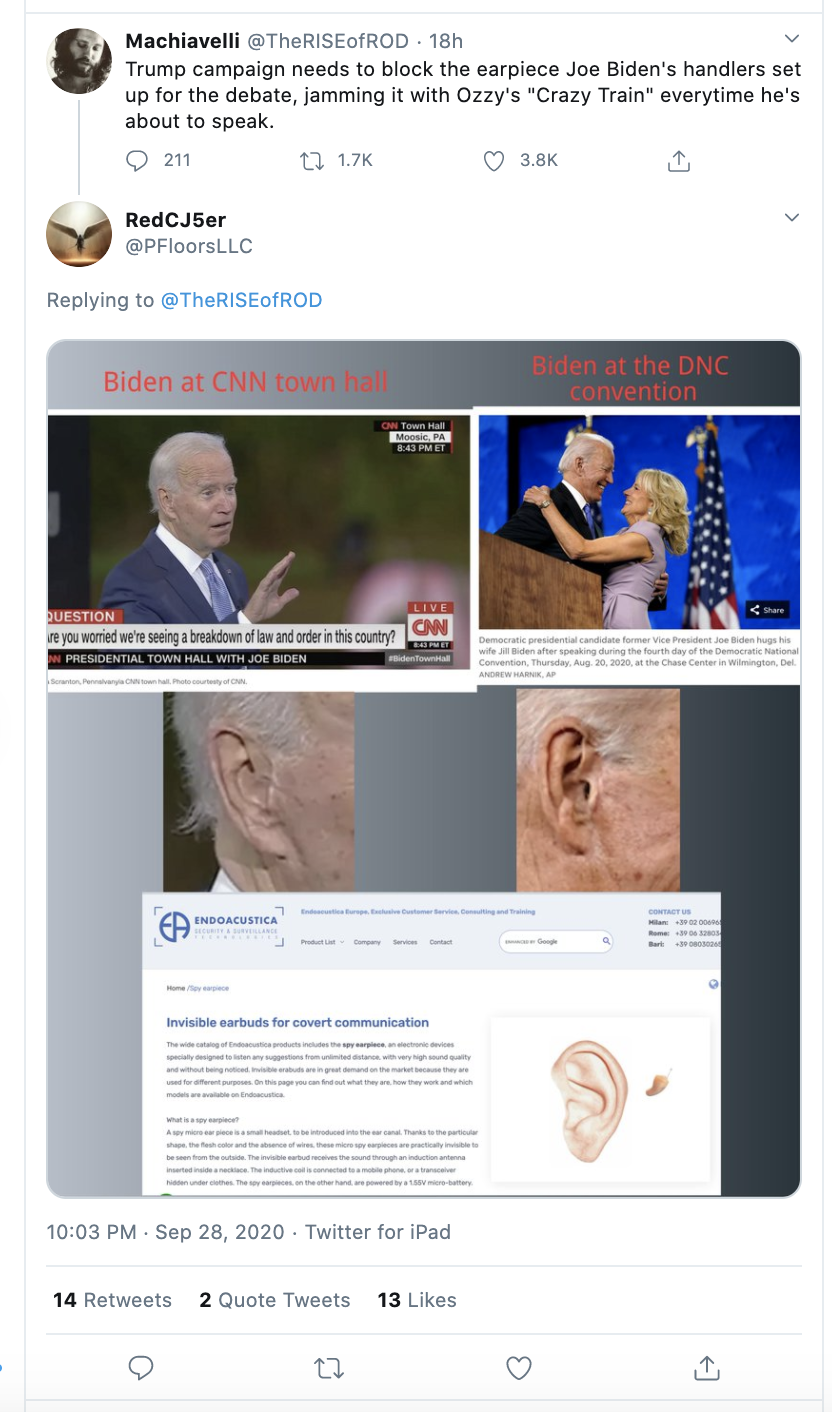 Machiavelli @TheRISEofROD · 18h
Trump campaign needs to block the earpiece Joe Biden's handlers set
up for the debate, jamming it with Ozzy's "Crazy Train" everytime he's
about to speak.
211 1.7K 3.8K
RedCJ5er
@PFloorsLLC
Replying to @TheRISEofROD
Biden at CNN town hall
Biden at the DNC
convention
CNN Town Hall
Moosic, PA
8:43 PM ET
QUESTION
re you worried we're seeing a breakdown of law and order in this country?
LIVE
CNN
8:43 PM ET
NN PRESIDENTIAL TOWN HALL WITH JOE BIDEN #BidenTownHall
Scranton, Pennslvanyia CNN town hall. Photo courtestly of CNN.
Share
Democratic presidential candidate former Vice President Joe Biden hugs his
wife Jill Biden after speaking during the fourth day of the Democratic National
Convention, Thursday, Aug. 20, 2020, at the Chase Center in Wilmington, Del.
ANDREW HARNIK, AP
EA ENDOACUSTICA
SECURITY & SURVEILLANCE
TECHNOLOGIES
Endoacustica Europe, Exclusive Customer Service, Consulting and Training
Product List Company Services Contact
ENHANCED BY Google
CONTACT US
Milan: +39 02 00696
Rome: +39 06 32803
Bari: +39 08030265
Home /Spy earpiece
Invisible earbuds for covert communication
The wide catalog of Endoacustica products includes the spy earpiece, an electronic devices
specially designed to listen any suggestions from unlimited distance, with very high sound quality
and without being noticed. Invisible erabuds are in great demand on the market because they are
used for different purposes. On this page you can find out what they are, how they work and which
models are available on Endoacustica.
What is a spy earpiece?
A spy micro ear piece is a small headset, to be introduced into the ear canal. Thanks to the particular
shape, the flesh color and the absence of wires, these micro spy earpieces are practically invisible to
be seen from the outside. The invisible earbud receives the sound through an induction antenna
inserted inside a necklace. The inductive coil is connected to a mobile phone, or a transceiver
hidden under clothes. The spy earpieces, on the other hand, are powered by a 1.55V micro-battery.
10:03 PM · Sep 28, 2020 · Twitter for iPad
14 Retweets 2 Quote Tweets 13 Likes